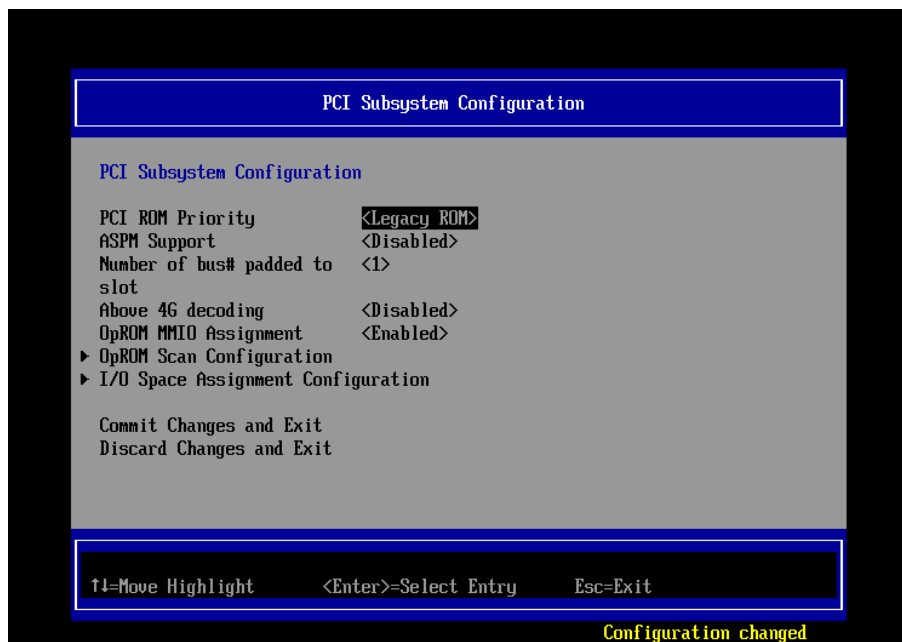 PCI Subsystem Configuration
PCI Subsystem Configuration
PCI ROM Priority <Legacy ROM>
ASPM Support <Disabled>
Number of bus# padded to <1>
slot
Above 4G decoding <Disabled>
OpROM MMIO Assignment <Enabled>
▶ OpROM Scan Configuration
▶ I/O Space Assignment Configuration
Commit Changes and Exit
Discard Changes and Exit
↑↓=Move Highlight <Enter>=Select Entry Esc=Exit
Configuration changed